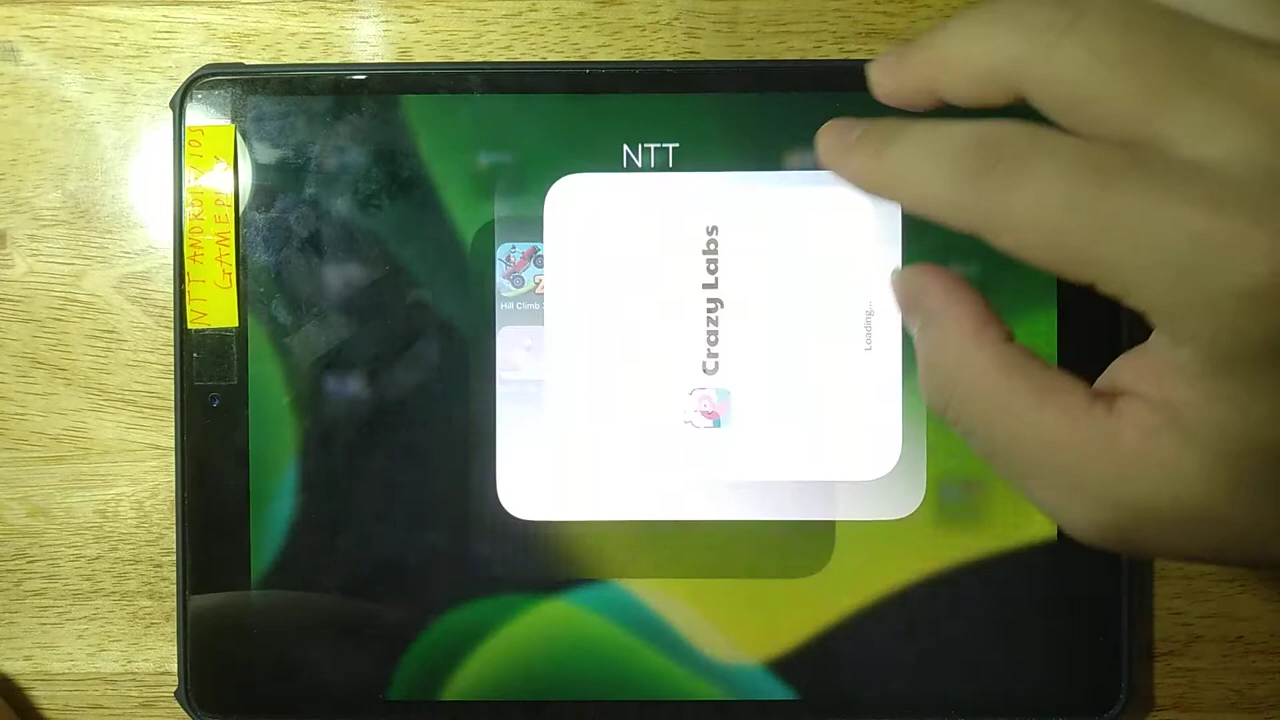 NTT ANDROID/IOS
GAMEPLAY
NTT
Hill Climb
Crazy Labs
Loading...